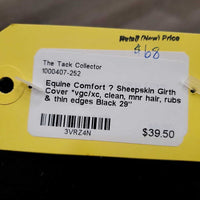 Retail (New) Price
$68
The Tack Collector
1000407-252
Equine Comfort ? Sheepskin Girth
Cover *vgc/xc, clean, mnr hair, rubs
& thin edges Black 29"
3VRZ4N
$39.50